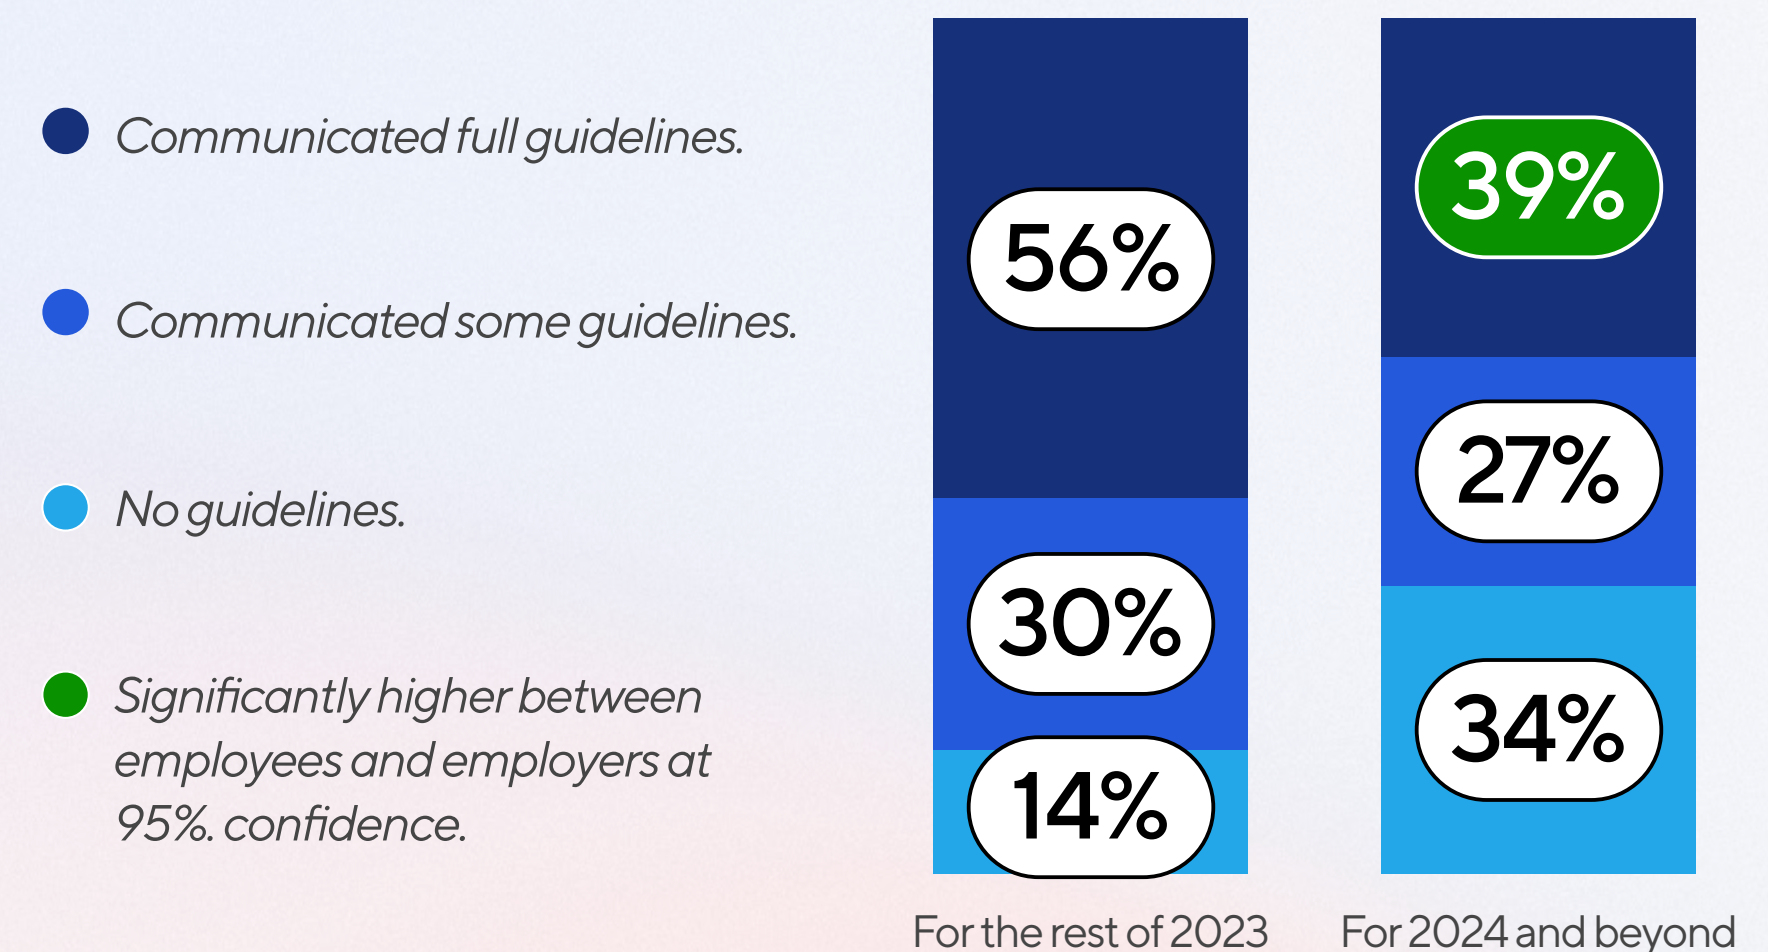 Communicated full guidelines.
Communicated some guidelines.
No guidelines.
Significantly higher between
employees and employers at
95%. confidence.
56%
30%
14%
For the rest of 2023
39%
27%
34%
For 2024 and beyond